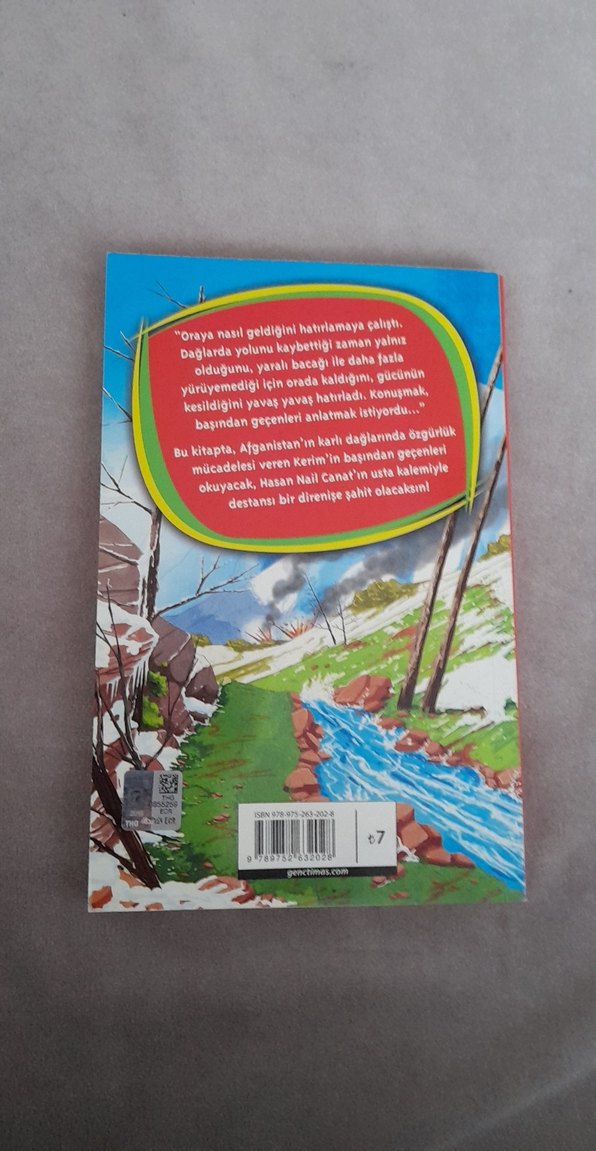 "Oraya nasıl geldiğini hatırlamaya çalıştı.
Dağlarda yolunu kaybettiği zaman yalnız
olduğunu, yaralı bacağı ile daha fazla
yürüyemediği için orada kaldığını, gücünün
kesildiğini yavaş yavaş hatırladı. Konuşmak,
başından geçenleri anlatmak istiyordu..."
Bu kitapta, Afganistan'ın karlı dağlarında özgürlük
mücadelesi veren Kerim'in başından geçenleri
okuyacak, Hasan Nail Canat'ın usta kalemiyle
destansı bir direnişe şahit olacaksın!
THG
ECR
THG
ISBN 978-975-263-202-8
9 789752 632028
₺7
genctimas.com